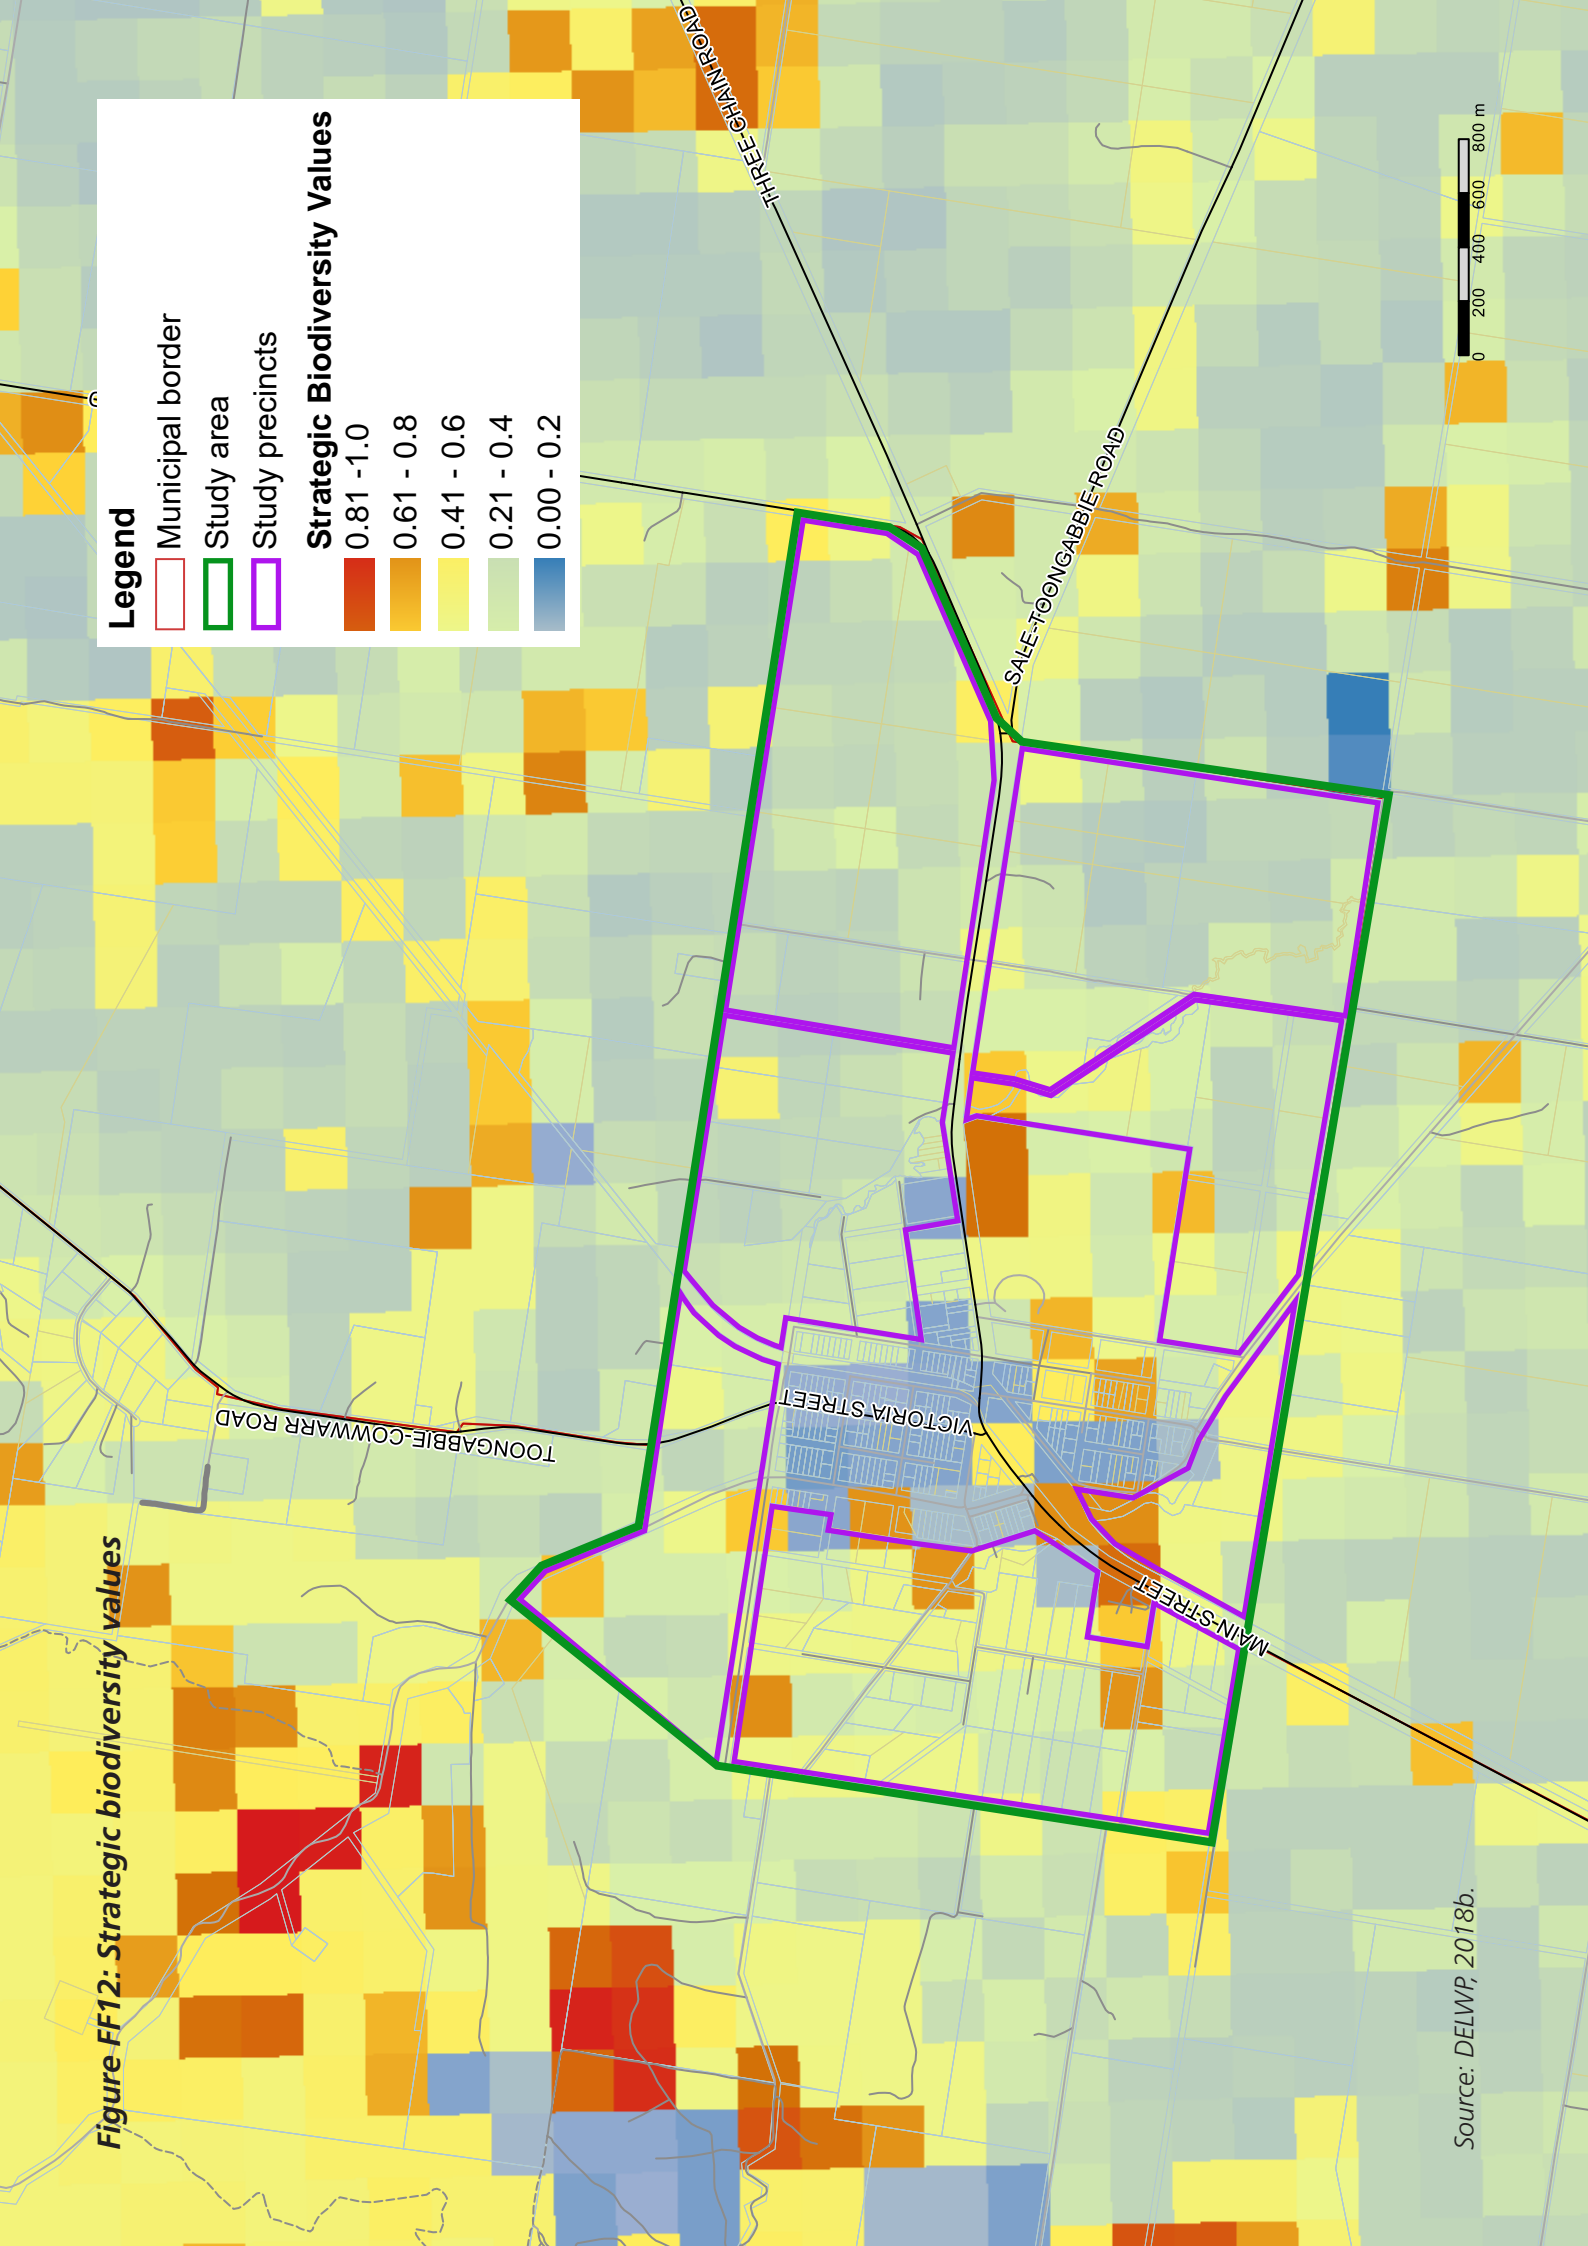 Figure FF12: Strategic biodiversity values
Legend
Municipal border
Study area
Study precincts
Strategic Biodiversity Values
0.81 -1.0
0.61 - 0.8
0.41 - 0.6
0.21 - 0.4
0.00 - 0.2
TOONGABBIE-COWWARR ROAD
THREE-CHAIN-ROAD
SALE-TOONGABBIE-ROAD
VICTORIA STREET
MAIN-STREET
0 200 400 600 800 m
Source: DELWP, 2018b.